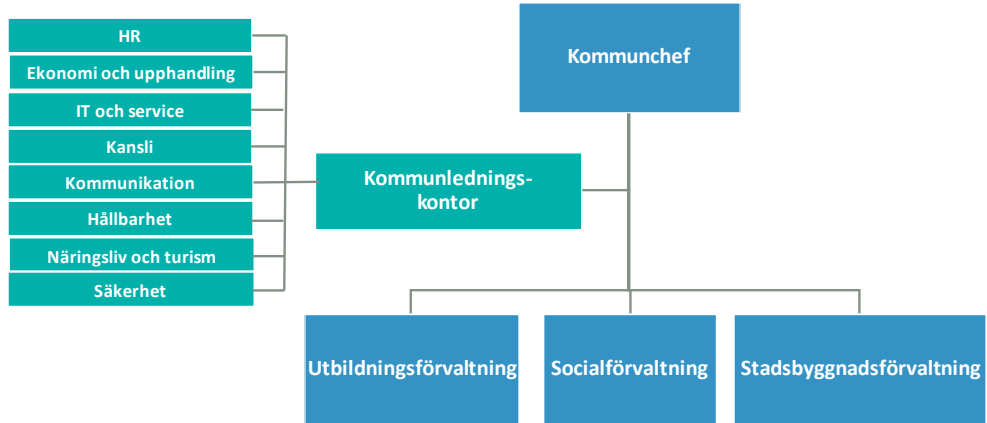 HR
Ekonomi och upphandling
IT och service
Kansli
Kommunikation
Hållbarhet
Näringsliv och turism
Säkerhet
Kommunchef
Kommunlednings-
kontor
Utbildningsförvaltning
Socialförvaltning
Stadsbyggnadsförvaltning